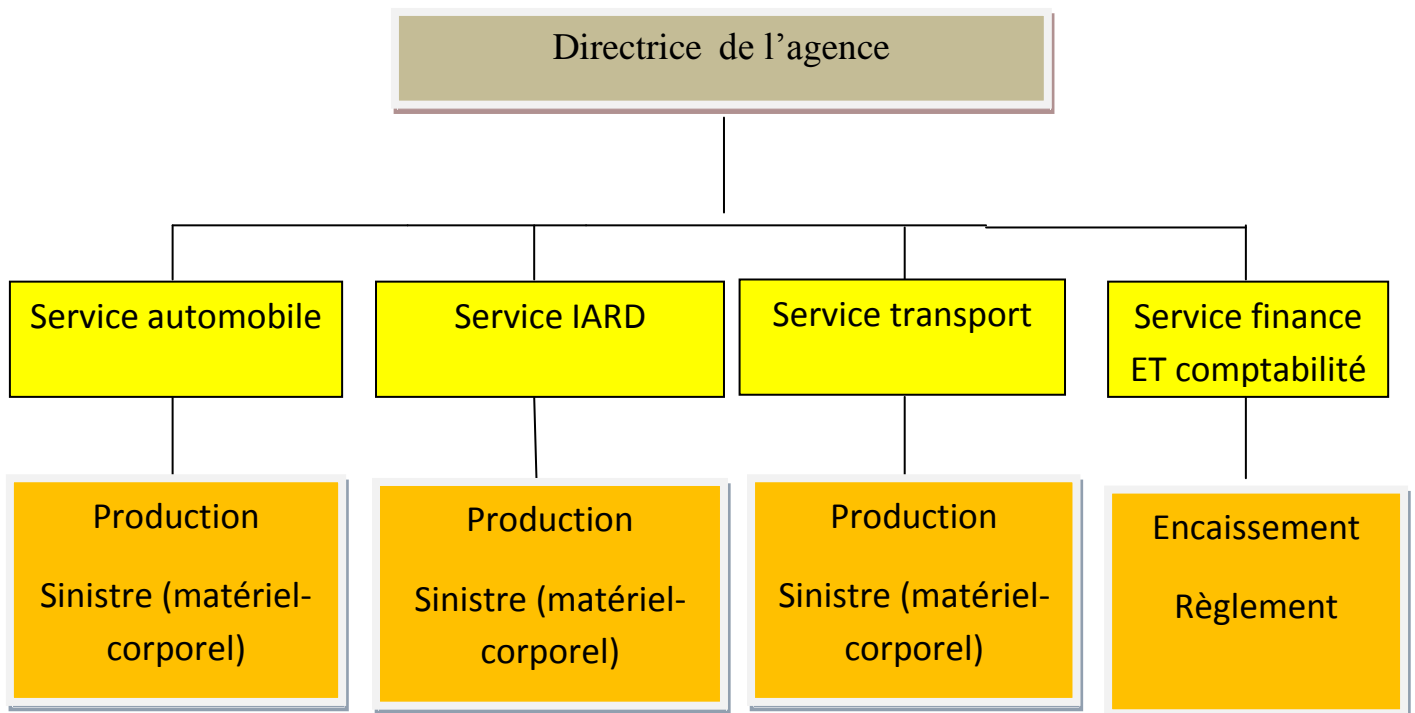 Directrice de l’agence
Service automobile
Service IARD
Service transport
Service finance
ET comptabilité
Production
Sinistre (matériel-
corporel)
Production
Sinistre (matériel-
corporel)
Production
Sinistre (matériel-
corporel)
Encaissement
Règlement